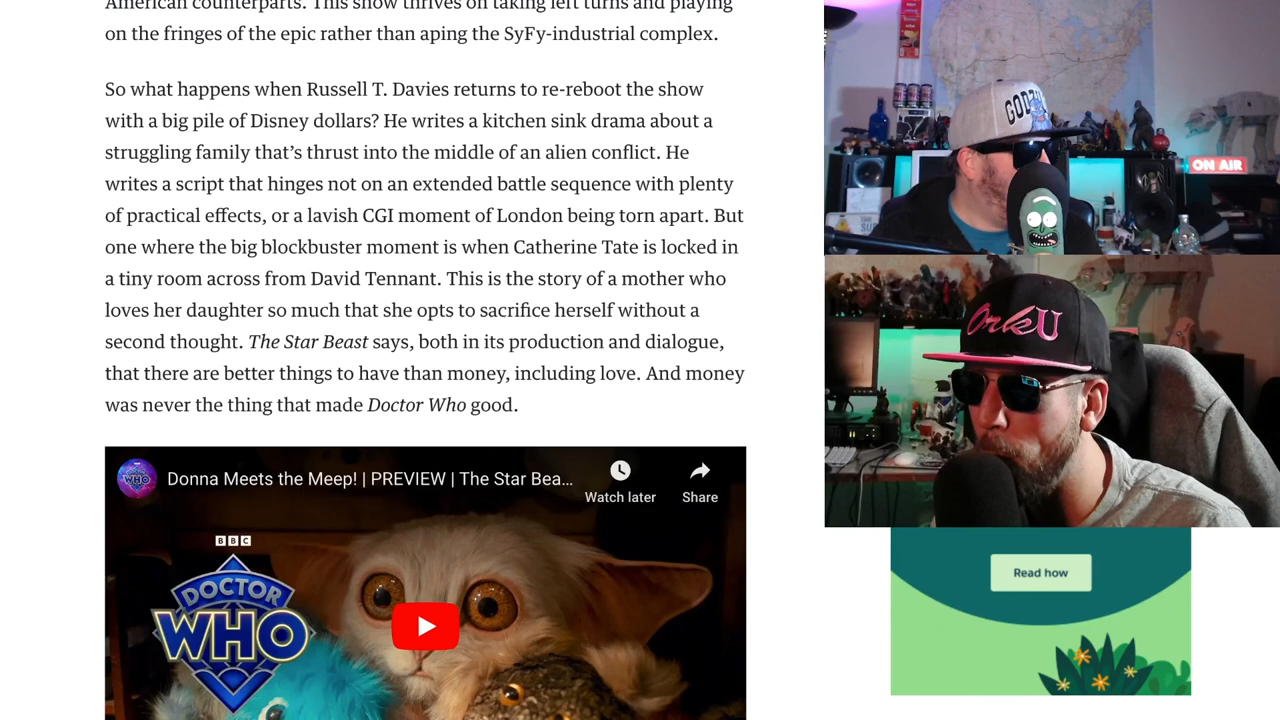 American counterparts. This show thrives on taking left turns and playing
on the fringes of the epic rather than aping the SyFy-industrial complex.
So what happens when Russell T. Davies returns to re-reboot the show
with a big pile of Disney dollars? He writes a kitchen sink drama about a
struggling family that’s thrust into the middle of an alien conflict. He
writes a script that hinges not on an extended battle sequence with plenty
of practical effects, or a lavish CGI moment of London being torn apart. But
one where the big blockbuster moment is when Catherine Tate is locked in
a tiny room across from David Tennant. This is the story of a mother who
loves her daughter so much that she opts to sacrifice herself without a
second thought. The Star Beast says, both in its production and dialogue,
that there are better things to have than money, including love. And money
was never the thing that made Doctor Who good.
Donna Meets the Meep! | PREVIEW | The Star Bea...
Watch later
Share
BBC
DOCTOR
WHO
ON AIR
OrkU
Read how